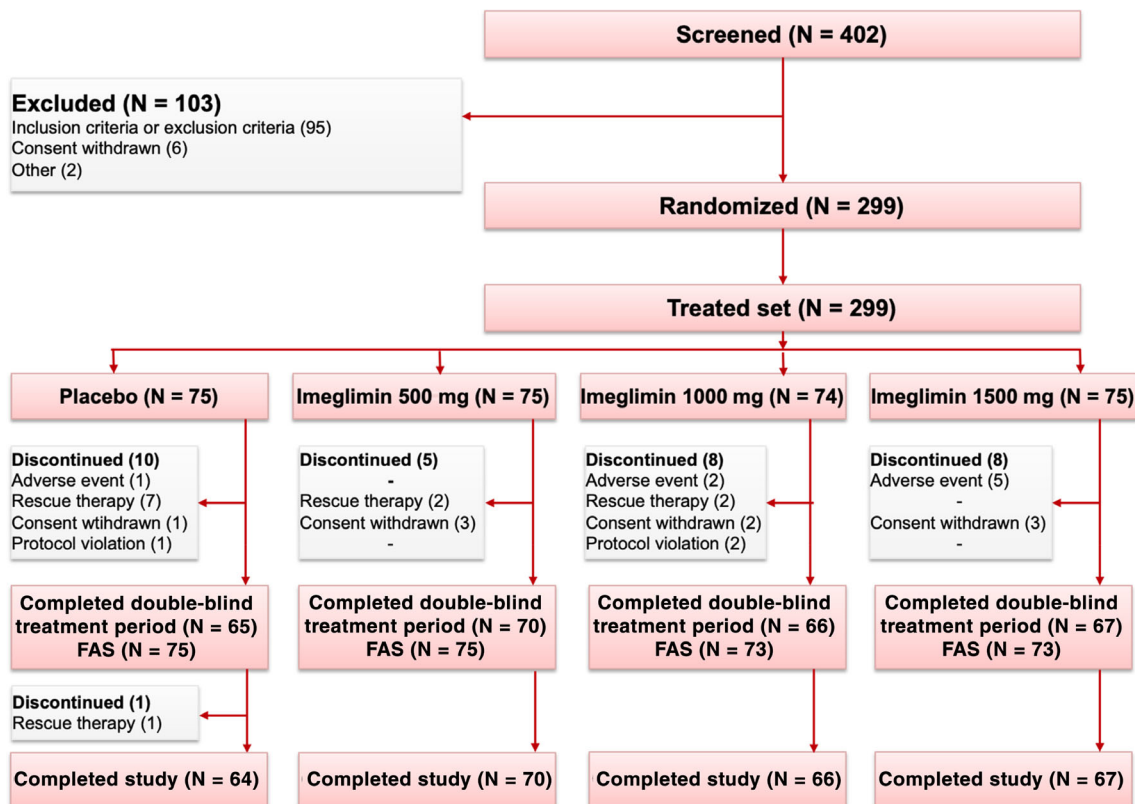 Screened (N = 402)
Excluded (N = 103)
Inclusion criteria or exclusion criteria (95)
Consent withdrawn (6)
Other (2)
Randomized (N = 299)
Treated set (N = 299)
Placebo (N = 75)
Imeglimin 500 mg (N = 75)
Imeglimin 1000 mg (N = 74)
Imeglimin 1500 mg (N = 75)
Discontinued (10)
Adverse event (1)
Rescue therapy (7)
Consent wtihdrawn (1)
Protocol violation (1)
Discontinued (5)
-
Rescue therapy (2)
Consent withdrawn (3)
-
Discontinued (8)
Adverse event (2)
Rescue therapy (2)
Consent withdrawn (2)
Protocol violation (2)
Discontinued (8)
Adverse event (5)
-
Consent withdrawn (3)
-
Completed double-blind
treatment period (N = 65)
FAS (N = 75)
Completed double-blind
treatment period (N = 70)
FAS (N = 75)
Completed double-blind
treatment period (N = 66)
FAS (N = 73)
Completed double-blind
treatment period (N = 67)
FAS (N = 73)
Discontinued (1)
Rescue therapy (1)
Completed study (N = 64)
Completed study (N = 70)
Completed study (N = 66)
Completed study (N = 67)